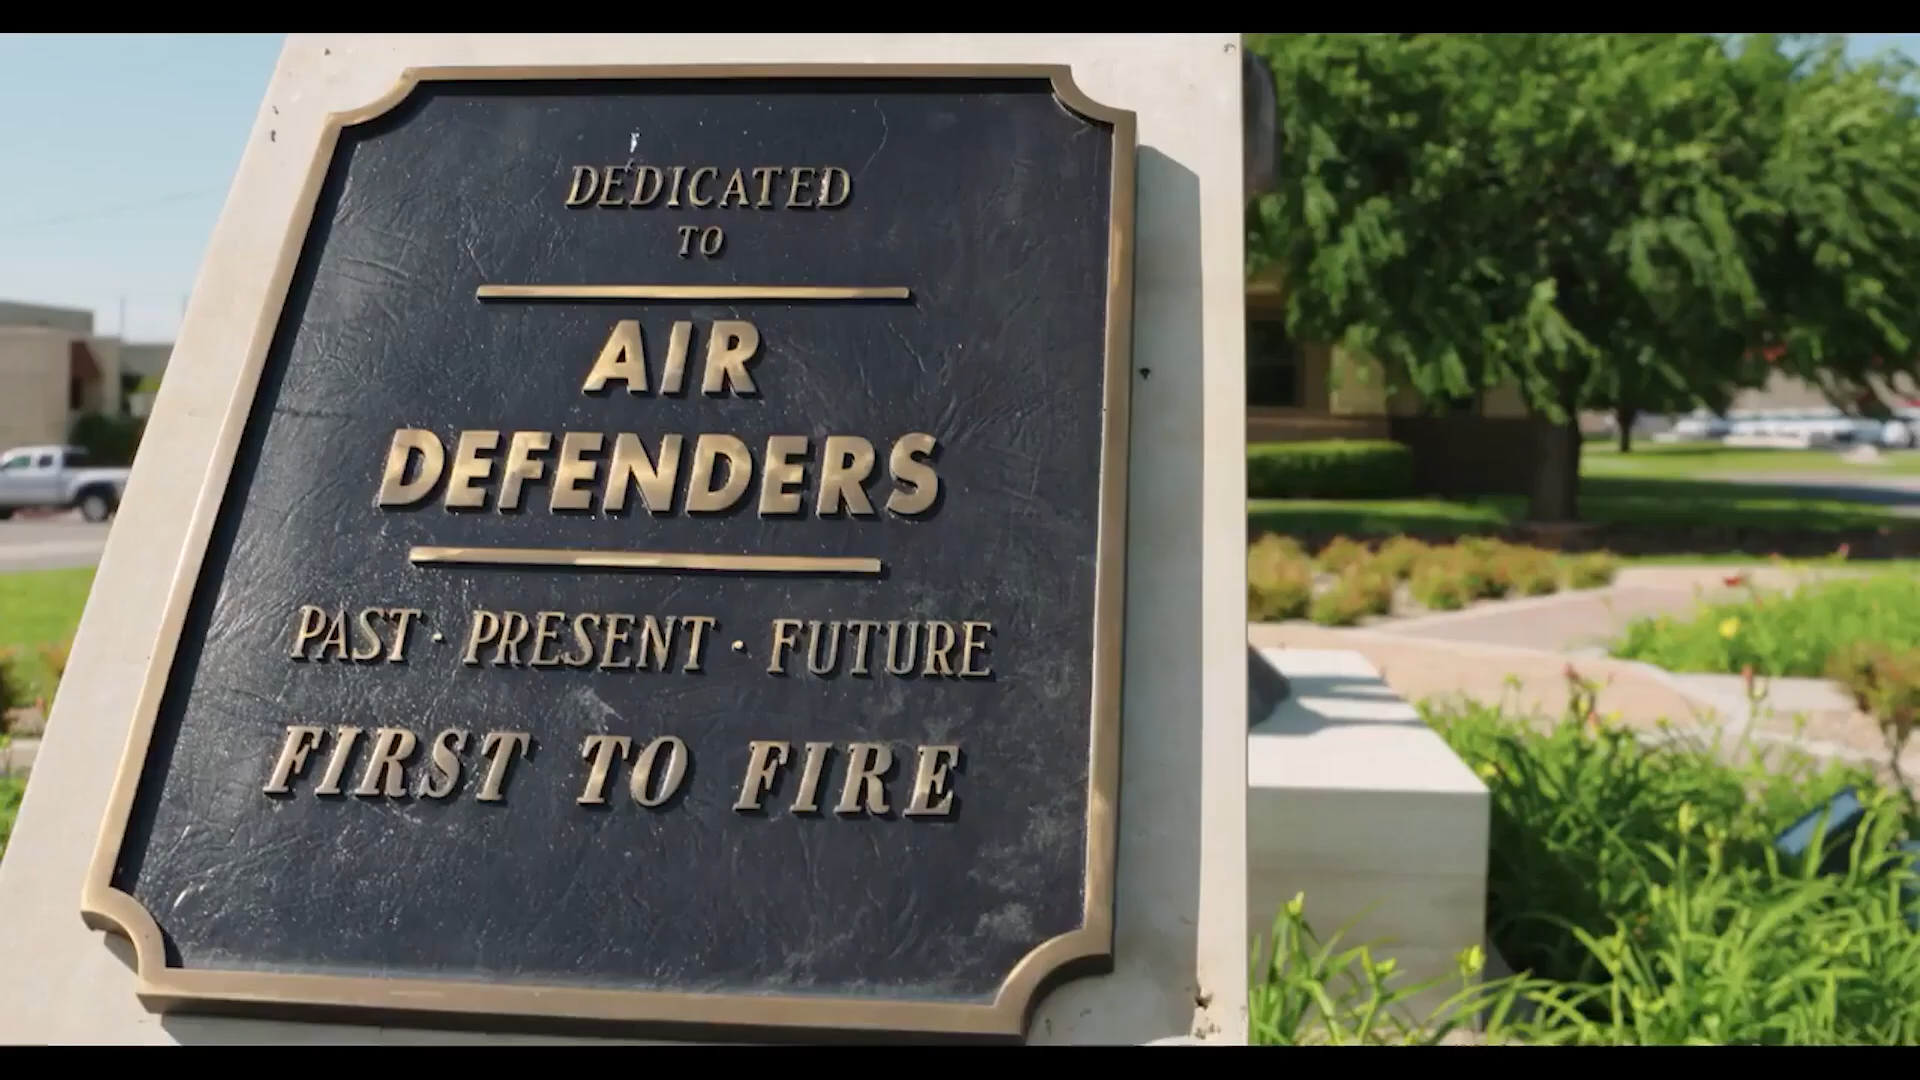 DEDICATED
TO
AIR
DEFENDERS
PAST · PRESENT · FUTURE
FIRST TO FIRE